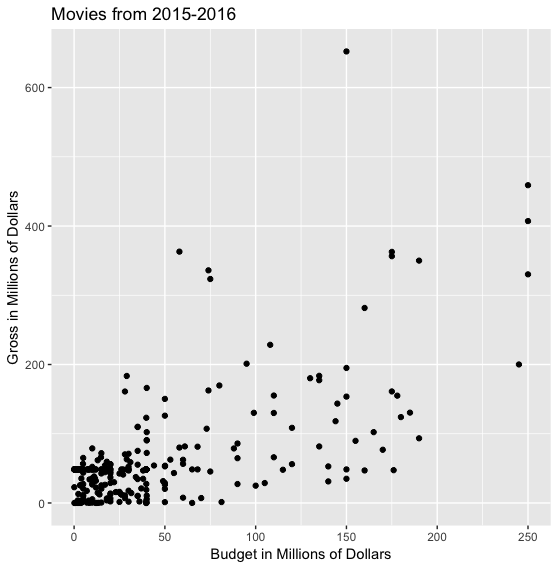 Movies from 2015-2016
Gross in Millions of Dollars
600
400
200
0
0 50 100 150 200 250
Budget in Millions of Dollars